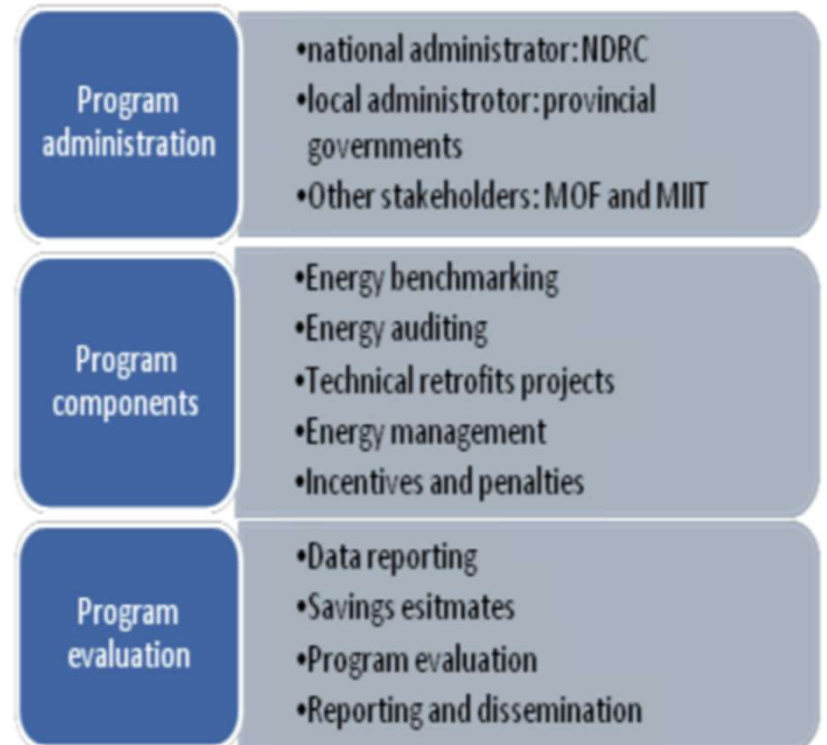 Program
administration
•national administrator: NDRC
•local administrotor: provincial
governments
•Other stakeholders: MOF and MIIT
Program
components
•Energy benchmarking
•Energy auditing
•Technical retrofits projects
•Energy management
•Incentives and penalties
Program
evaluation
•Data reporting
•Savings esitmates
•Program evaluation
•Reporting and dissemination